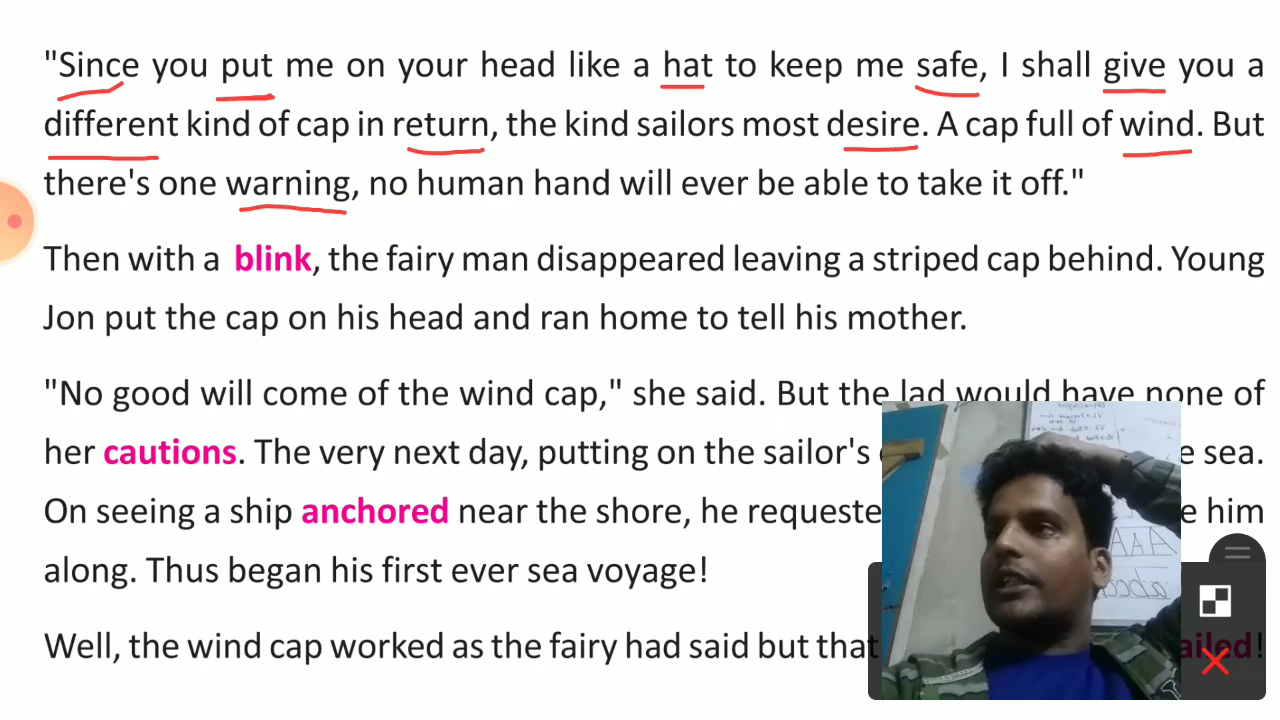 "Since you put me on your head like a hat to keep me safe, I shall give you a
different kind of cap in return, the kind sailors most desire. A cap full of wind. But
there's one warning, no human hand will ever be able to take it off."
Then with a blink, the fairy man disappeared leaving a striped cap behind. Young
Jon put the cap on his head and ran home to tell his mother.
"No good will come of the wind cap," she said. But the lad would have none of
her cautions. The very next day, putting on the sailor's e sea.
On seeing a ship anchored near the shore, he requeste e him
along. Thus began his first ever sea voyage!
Well, the wind cap worked as the fairy had said but that ailed!